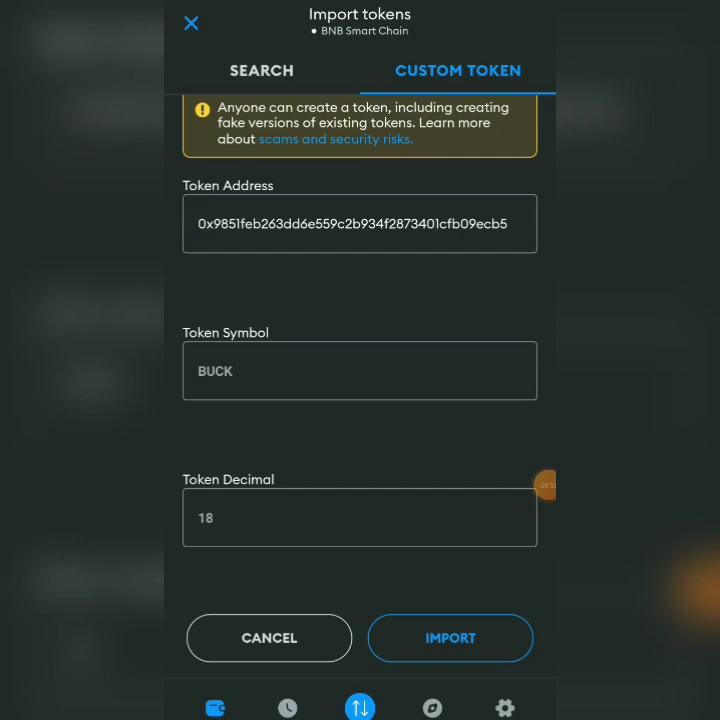 Import tokens
BNB Smart Chain
SEARCH
CUSTOM TOKEN
Anyone can create a token, including creating
fake versions of existing tokens. Learn more
about scams and security risks.
Token Address
0x9851feb263dd6e559c2b934f2873401cfb09ecb5
Token Symbol
BUCK
Token Decimal
18
CANCEL
IMPORT